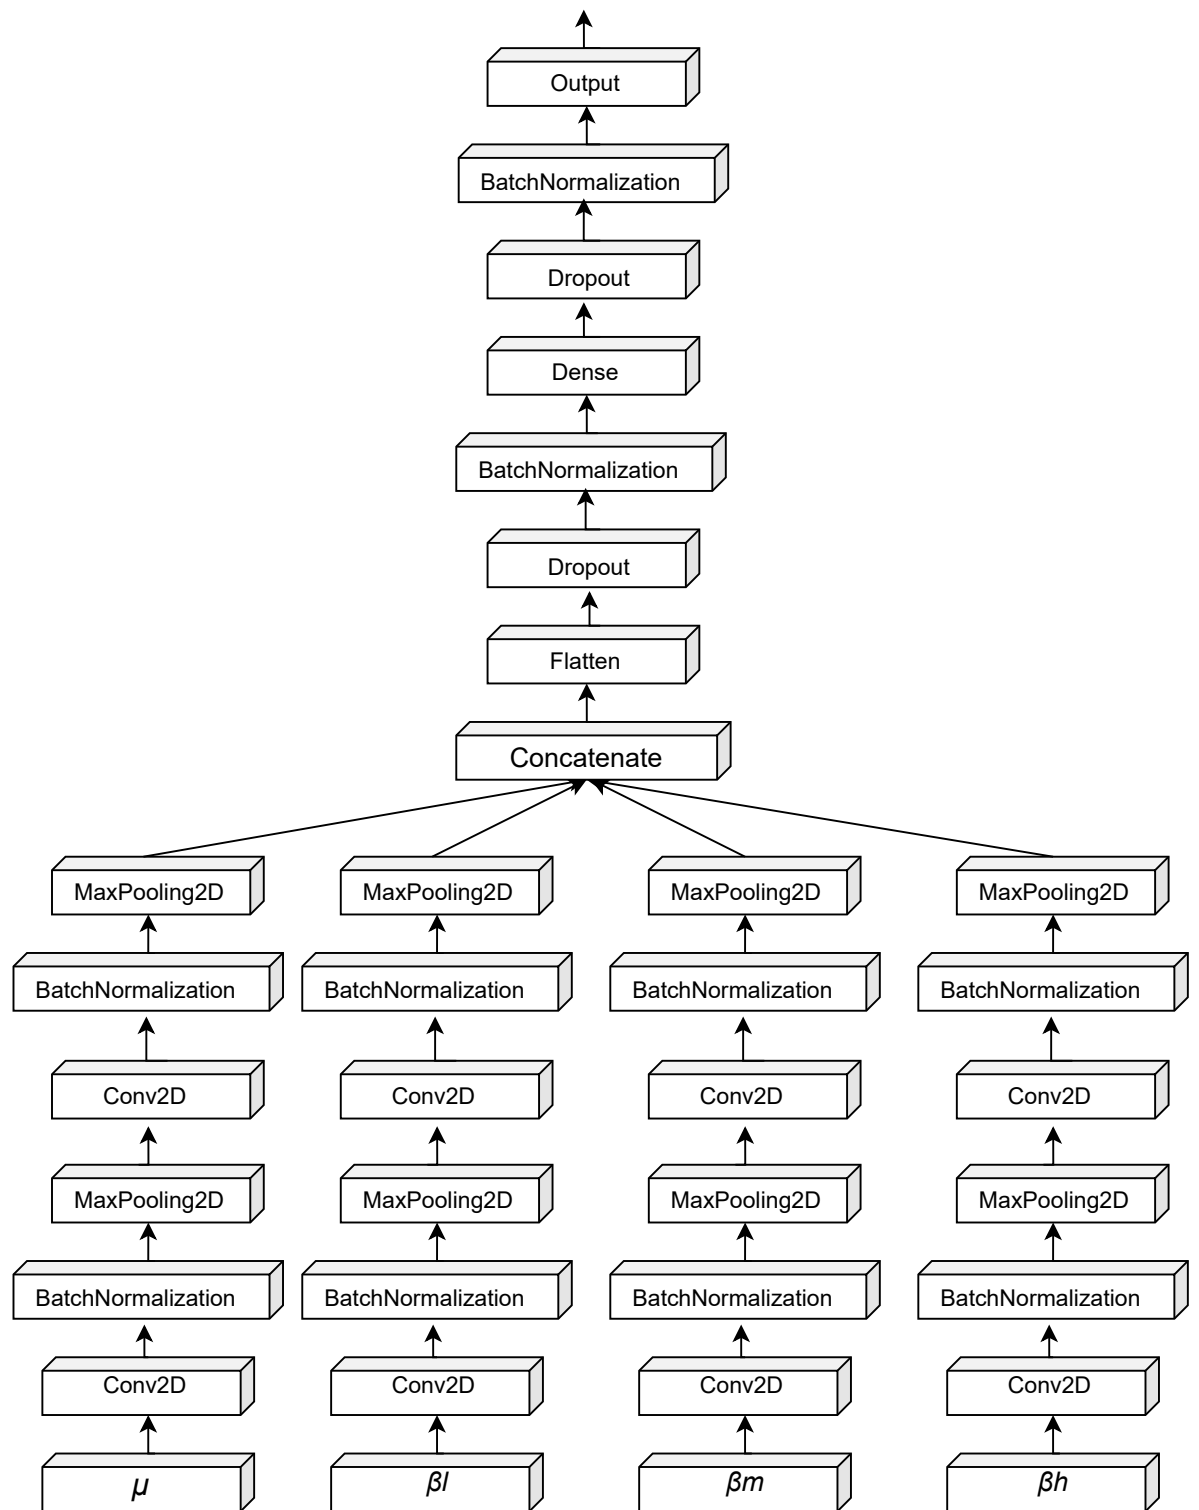 Output
BatchNormalization
Dropout
Dense
BatchNormalization
Dropout
Flatten
Concatenate
MaxPooling2D MaxPooling2D MaxPooling2D MaxPooling2D
BatchNormalization BatchNormalization BatchNormalization BatchNormalization
Conv2D Conv2D Conv2D Conv2D
MaxPooling2D MaxPooling2D MaxPooling2D MaxPooling2D
BatchNormalization BatchNormalization BatchNormalization BatchNormalization
Conv2D Conv2D Conv2D Conv2D
μ βl βm βh